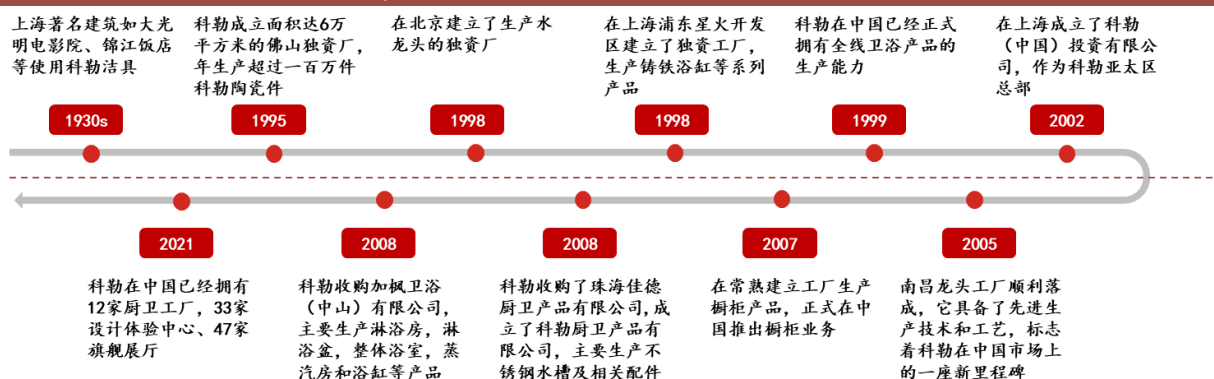 上海著名建筑如大光
明电影院、锦江饭店
等使用科勒洁具
1930s
科勒成立面积达6万
平方米的佛山独资厂，
年生产超过一百万件
科勒陶瓷件
1995
在北京建立了生产水
龙头的独资厂
1998
在上海浦东星火开发
区建立了独资工厂，
生产铸铁浴缸等系列
产品
1998
科勒在中国已经正式
拥有全线卫浴产品的
生产能力
1999
在上海成立了科勒
（中国）投资有限公
司，作为科勒亚太区
总部
2002
2005
南昌龙头工厂顺利落
成，它具备了先进生
产技术和工艺，标志
着科勒在中国市场上
的一座新里程碑
2007
在常熟建立工厂生产
橱柜产品，正式在中
国推出橱柜业务
2008
科勒收购了珠海佳德
厨卫产品有限公司,成
立了科勒厨卫产品有
限公司，主要生产不
锈钢水槽及相关配件
2008
科勒收购加枫卫浴
（中山）有限公司，
主要生产淋浴房，淋
浴盆，整体浴室，蒸
汽房和浴缸等产品
2021
科勒在中国已经拥有
12家厨卫工厂，33家
设计体验中心、47家
旗舰展厅